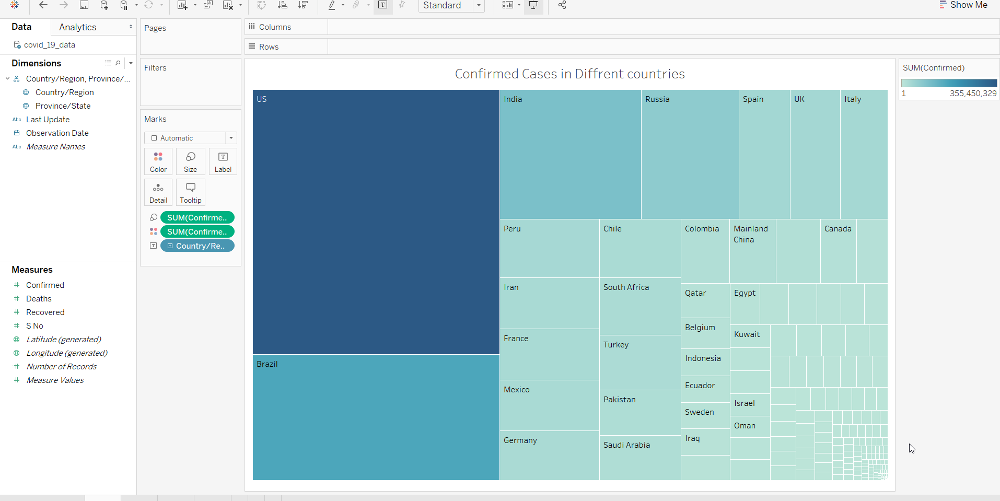 Standard
Show Me
Data
Analytics
Pages
Columns
covid_19_data
Rows
Dimensions
Filters
Country/Region, Province/...
Country/Region
Province/State
Abc Last Update
Observation Date
Abc Measure Names
Marks
Automatic
Color
Size
T Label
Detail
Tooltip
SUM(Confirme..
SUM(Confirme..
T Country/Re..
Measures
Confirmed
Deaths
Recovered
S No
Latitude (generated)
Longitude (generated)
Number of Records
Measure Values
Confirmed Cases in Diffrent countries
US
India
Russia
Spain
UK
Italy
Peru
Chile
Colombia
Mainland
China
Canada
Iran
South Africa
Qatar
Egypt
Belgium
Kuwait
France
Turkey
Indonesia
Brazil
Ecuador
Mexico
Pakistan
Israel
Sweden
Oman
Iraq
Germany
Saudi Arabia
SUM(Confirmed)
1 355,450,329